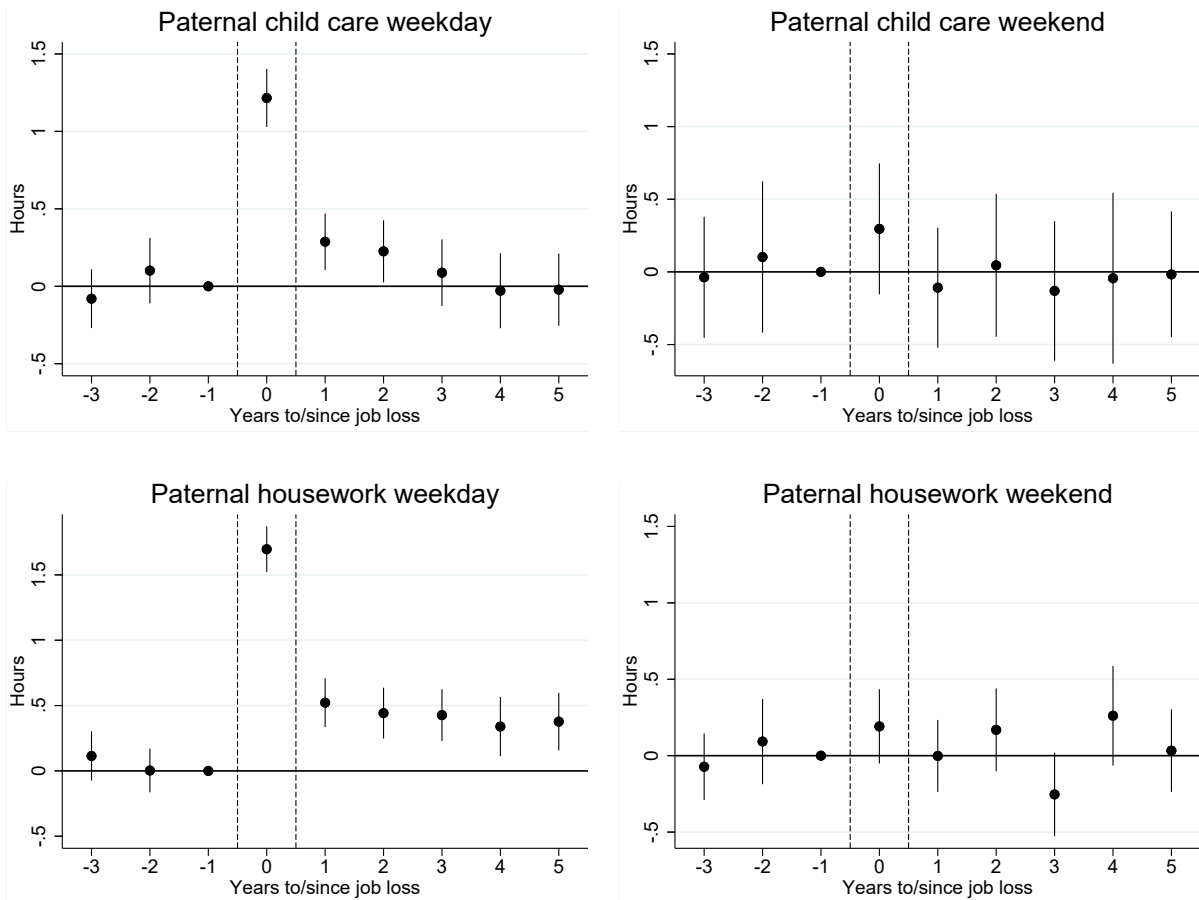 Paternal child care weekday
Hours
1.5
1
.5
0
-.5
-3 -2 -1 0 1 2 3 4 5
Years to/since job loss
Paternal child care weekend
Hours
1.5
1
.5
0
-.5
-3 -2 -1 0 1 2 3 4 5
Years to/since job loss
Paternal housework weekday
Hours
1.5
1
.5
0
-.5
-3 -2 -1 0 1 2 3 4 5
Years to/since job loss
Paternal housework weekend
Hours
1.5
1
.5
0
-.5
-3 -2 -1 0 1 2 3 4 5
Years to/since job loss